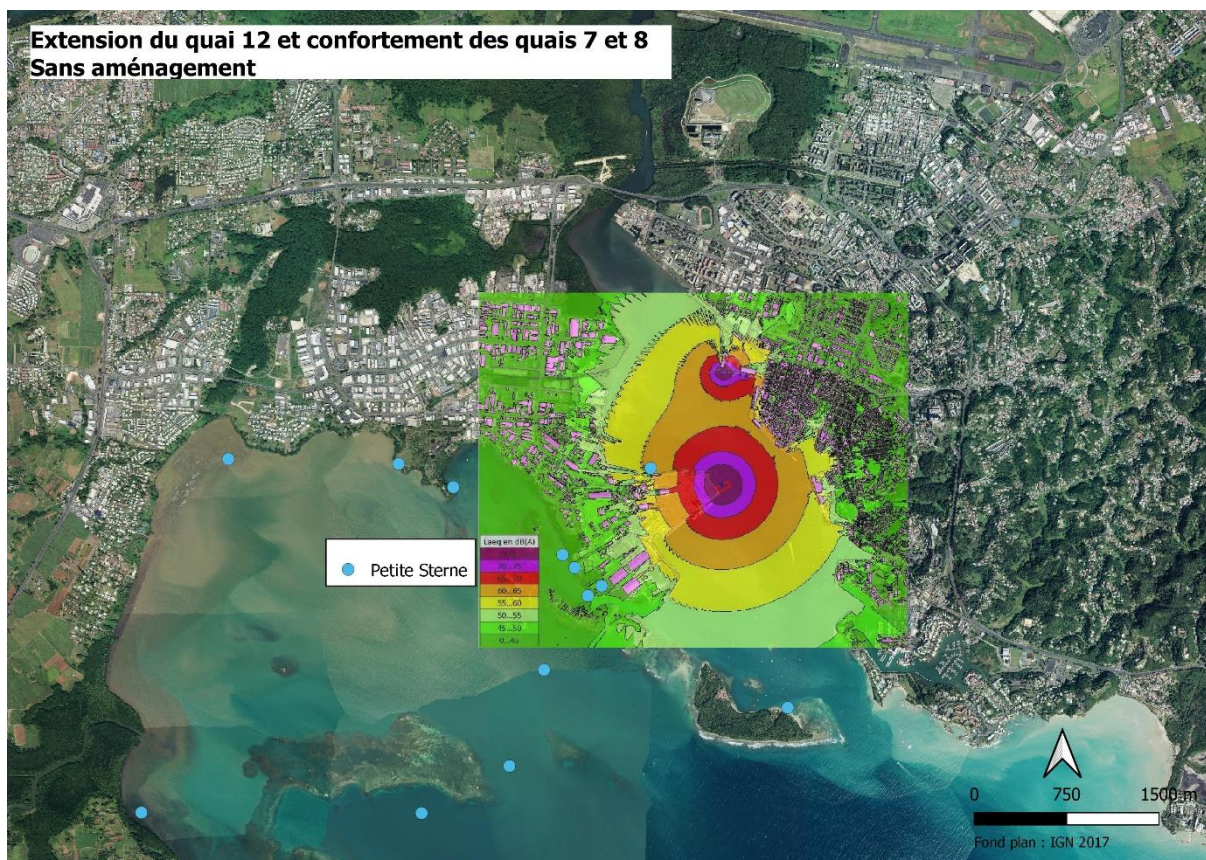 Extension du quai 12 et confortement des quais 7 et 8
Sans aménagement
Laeq en dB(A)
70...75
65...70
60...65
55...60
50...55
45...50
0...45
Petite Sterne
0 750 1500 m
Fond plan : IGN 2017